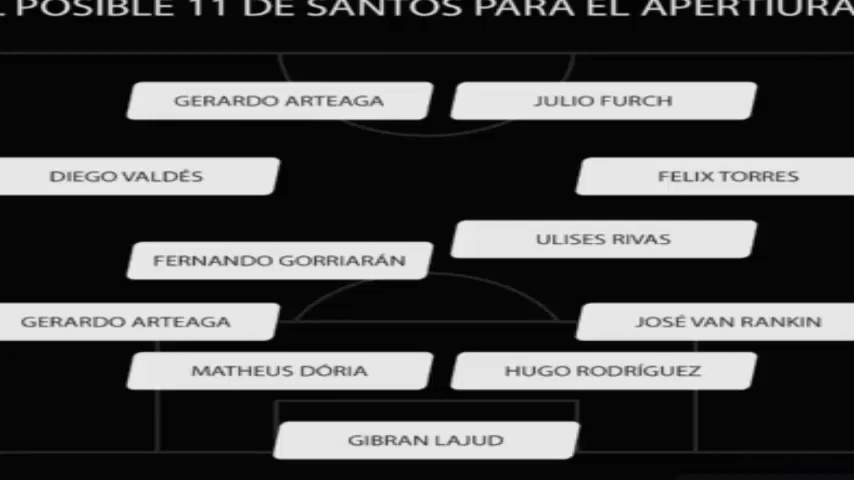 POSIBLE 11 DE SANTOS PARA EL APERTIURA
GERARDO ARTEAGA
JULIO FURCH
DIEGO VALDÉS
FELIX TORRES
ULISES RIVAS
FERNANDO GORRIARÁN
GERARDO ARTEAGA
JOSÉ VAN RANKIN
MATHEUS DÓRIA
HUGO RODRÍGUEZ
GIBRAN LAJUD